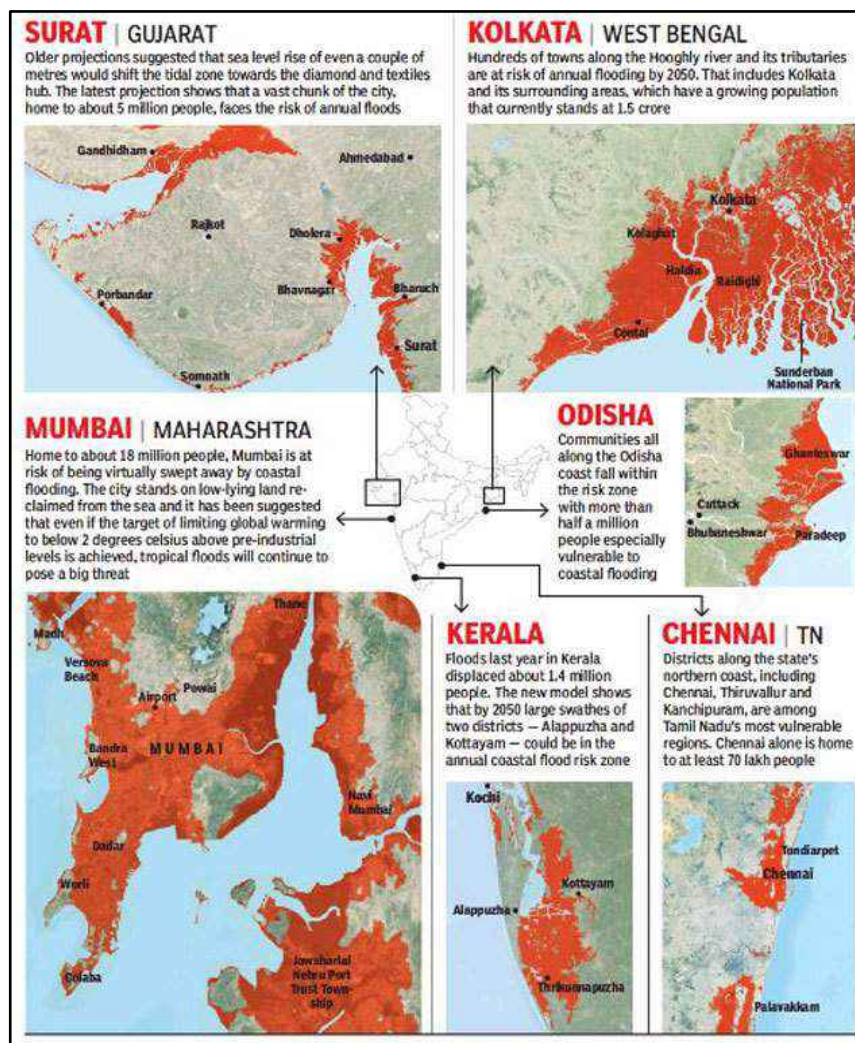 SURAT | GUJARAT
Older projections suggested that sea level rise of even a couple of
metres would shift the tidal zone towards the diamond and textiles
hub. The latest projection shows that a vast chunk of the city,
home to about 5 million people, faces the risk of annual floods
Gandhidham
Ahmedabad
Rajkot
Dholera
Bhavnagar
Bharuch
Porbandar
Surat
Somnath
KOLKATA | WEST BENGAL
Hundreds of towns along the Hooghly river and its tributaries
are at risk of annual flooding by 2050. That includes Kolkata
and its surrounding areas, which have a growing population
that currently stands at 1.5 crore
Kolkata
Kolaghat
Haldia
Raidighi
Contai
Sunderban
National Park
MUMBAI | MAHARASHTRA
Home to about 18 million people, Mumbai is at
risk of being virtually swept away by coastal
flooding. The city stands on low-lying land re-
claimed from the sea and it has been suggested
that even if the target of limiting global warming
to below 2 degrees celsius above pre-industrial
levels is achieved, tropical floods will continue to
pose a big threat
ODISHA
Communities all
along the Odisha
coast fall within
the risk zone
with more than
half a million
people especially
vulnerable to
coastal flooding
Ghanteswar
Cuttack
Bhubaneshwar
Paradeep
Thane
Madh
Versova
Beach
Powai
Airport
MUMBAI
Bandra
West
Navi
Mumbai
Dadar
Worli
Colaba
Jawaharlal
Nehru Port
Trust Town-
ship
KERALA
Floods last year in Kerala
displaced about 1.4 million
people. The new model shows
that by 2050 large swathes of
two districts — Alappuzha and
Kottayam — could be in the
annual coastal flood risk zone
Kochi
Kottayam
Alappuzha
Thrikunnapuzha
CHENNAI | TN
Districts along the state's
northern coast, including
Chennai, Thiruvallur and
Kanchipuram, are among
Tamil Nadu's most vulnerable
regions. Chennai alone is home
to at least 70 lakh people
Tondiarpet
Chennai
Palavakkam